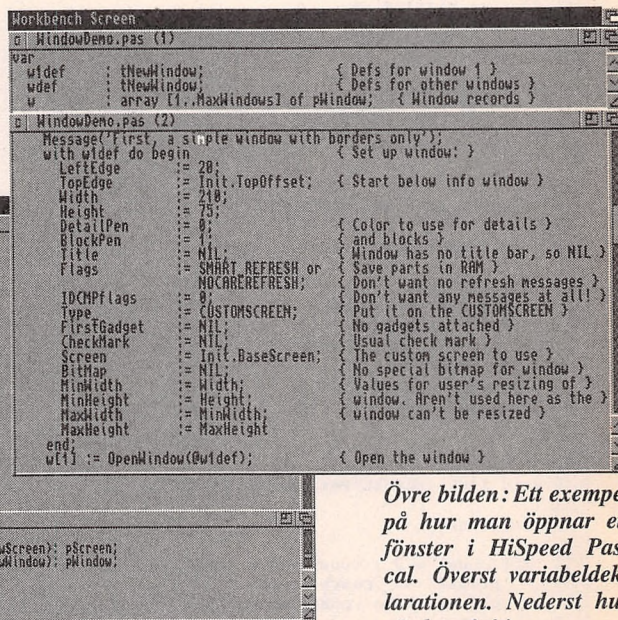 Workbench Screen
WindowDemo.pas (1)
var
w1def : tNewWindow; { Defs for window 1 }
wdef : tNewWindow; { Defs for other windows }
w : array [1..MaxWindows] of pWindow; { Window records }
WindowDemo.pas (2)
Message('First, a simple window with borders only');
with w1def do begin { Set up window: }
LeftEdge := 20;
TopEdge := Init.TopOffset; { Start below info window }
Width := 210;
Height := 75;
DetailPen := 0; { Color to use for details }
BlockPen := 1; { and blocks }
Title := NIL; { Window has no title bar, so NIL }
Flags := SMART_REFRESH or { Save parts in RAM }
NOCAREREFRESH; { Don't want no refresh messages }
IDCMPflags := 0; { Don't want any messages at all! }
Type_ := CUSTOMSCREEN; { Put it on the CUSTOMSCREEN }
FirstGadget := NIL; { No gadgets attached }
CheckMark := NIL; { Usual check mark }
Screen := Init.BaseScreen; { The custom screen to use }
BitMap := NIL; { No special bitmap for window }
MinWidth := Width; { Values for user's resizing of }
MinHeight := Height; { window. Aren't used here as the }
MaxWidth := MinWidth; { window can't be resized }
MaxHeight := MaxHeight
end;
w[1] := OpenWindow(@w1def); { Open the window }
wScreen): pScreen;
wWindow): pWindow;
Övre bilden: Ett exempe
på hur man öppnar e
fönster i HiSpeed Pas
cal. Överst variabeldek
larationen. Nederst hu